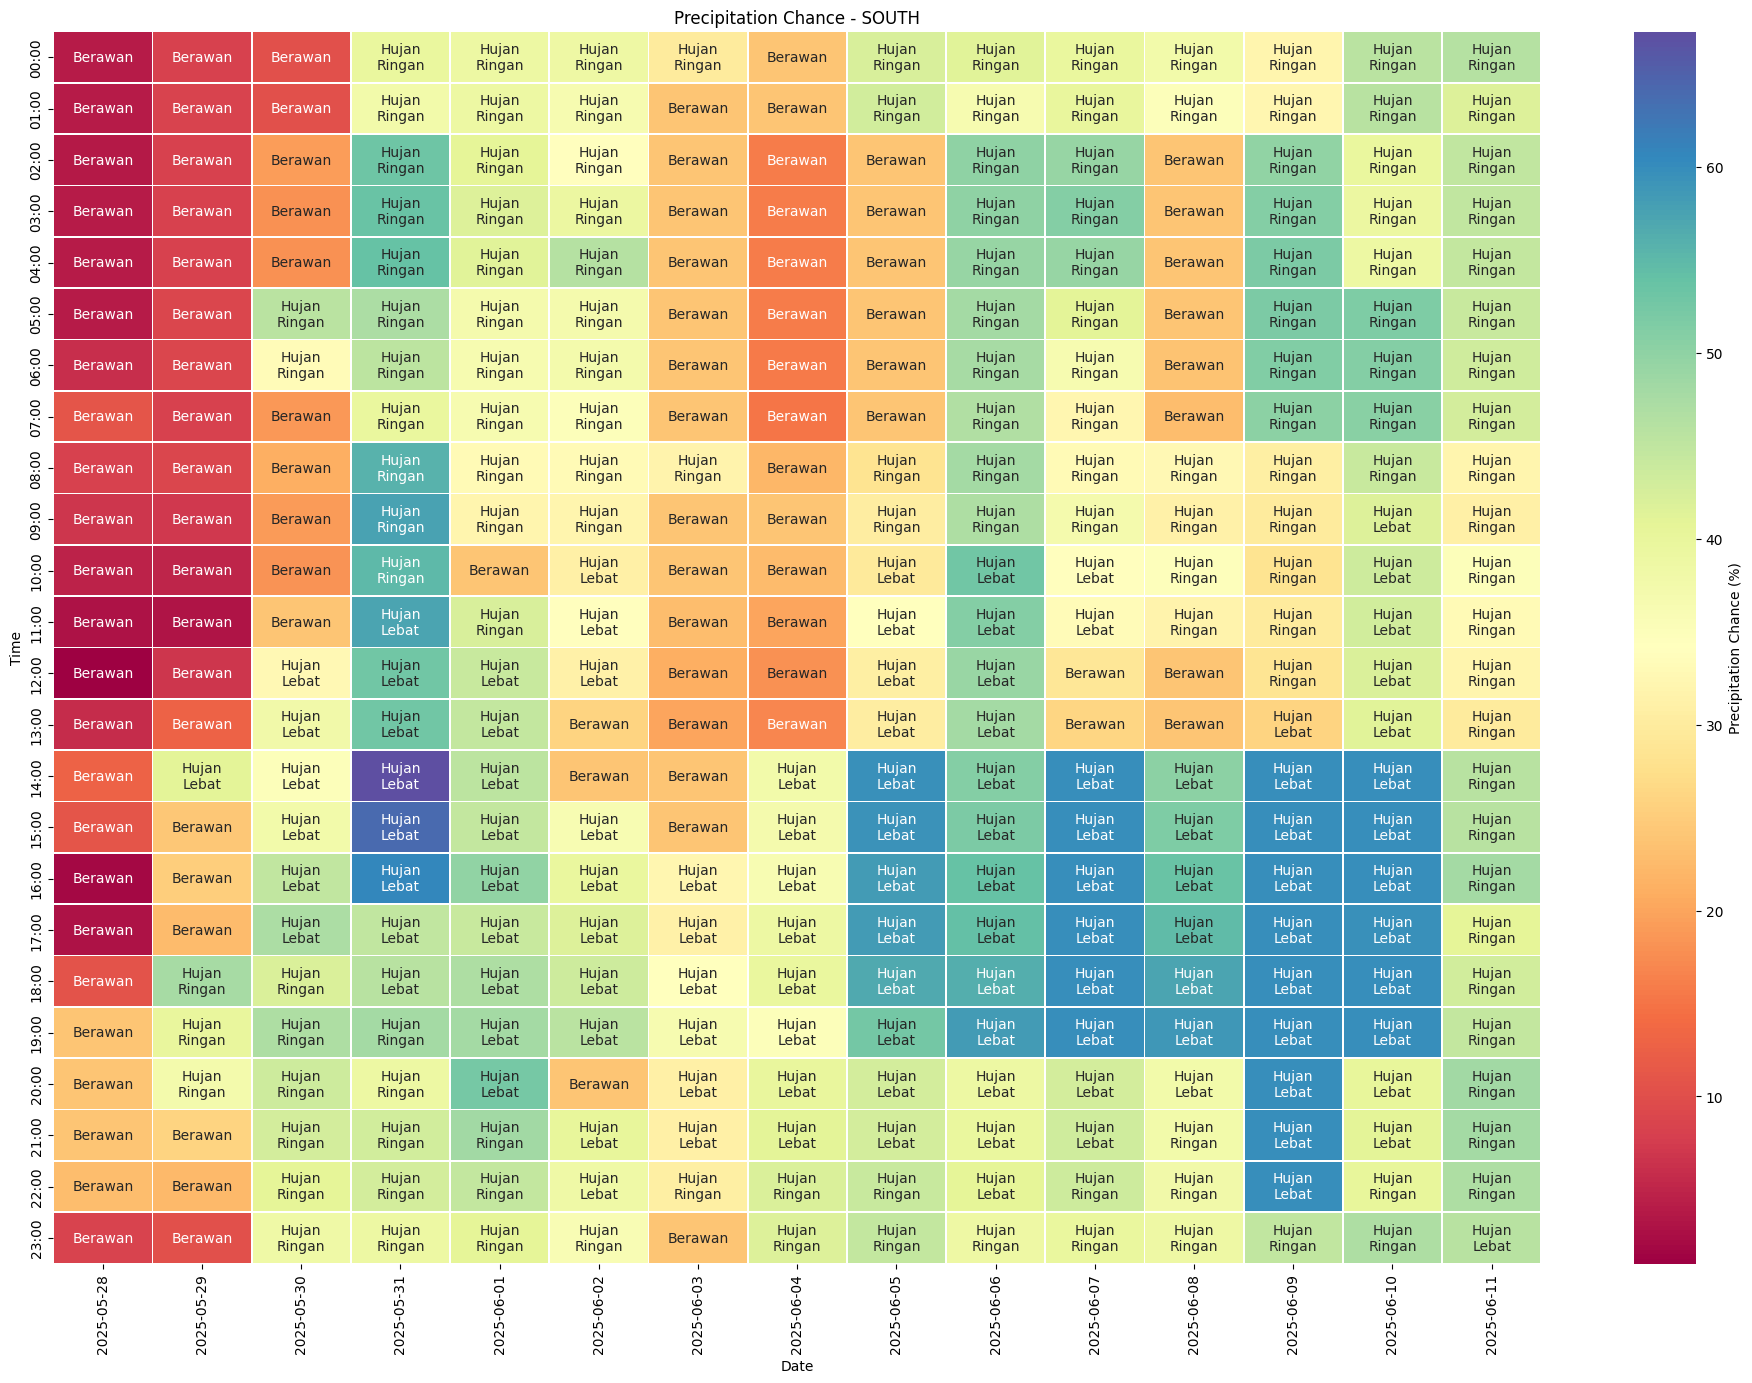 Precipitation Chance - SOUTH
00:00 Berawan Berawan Berawan Hujan Ringan Hujan Ringan Hujan Ringan Hujan Ringan Berawan Hujan Ringan Hujan Ringan Hujan Ringan Hujan Ringan Hujan Ringan Hujan Ringan Hujan Ringan
01:00 Berawan Berawan Berawan Hujan Ringan Hujan Ringan Hujan Ringan Berawan Berawan Hujan Ringan Hujan Ringan Hujan Ringan Hujan Ringan Hujan Ringan Hujan Ringan Hujan Ringan
02:00 Berawan Berawan Berawan Hujan Ringan Hujan Ringan Hujan Ringan Berawan Berawan Berawan Hujan Ringan Hujan Ringan Berawan Hujan Ringan Hujan Ringan Hujan Ringan
03:00 Berawan Berawan Berawan Hujan Ringan Hujan Ringan Hujan Ringan Berawan Berawan Berawan Hujan Ringan Hujan Ringan Berawan Hujan Ringan Hujan Ringan Hujan Ringan
04:00 Berawan Berawan Berawan Hujan Ringan Hujan Ringan Hujan Ringan Berawan Berawan Berawan Hujan Ringan Hujan Ringan Berawan Hujan Ringan Hujan Ringan Hujan Ringan
05:00 Berawan Berawan Hujan Ringan Hujan Ringan Hujan Ringan Hujan Ringan Berawan Berawan Berawan Hujan Ringan Hujan Ringan Berawan Hujan Ringan Hujan Ringan Hujan Ringan
06:00 Berawan Berawan Hujan Ringan Hujan Ringan Hujan Ringan Hujan Ringan Berawan Berawan Berawan Hujan Ringan Hujan Ringan Berawan Hujan Ringan Hujan Ringan Hujan Ringan
07:00 Berawan Berawan Berawan Hujan Ringan Hujan Ringan Hujan Ringan Berawan Berawan Berawan Hujan Ringan Hujan Ringan Berawan Hujan Ringan Hujan Ringan Hujan Ringan
08:00 Berawan Berawan Berawan Hujan Ringan Hujan Ringan Hujan Ringan Hujan Ringan Berawan Hujan Ringan Hujan Ringan Hujan Ringan Hujan Ringan Hujan Ringan Hujan Ringan Hujan Ringan
09:00 Berawan Berawan Berawan Hujan Ringan Hujan Ringan Hujan Ringan Berawan Berawan Hujan Ringan Hujan Ringan Hujan Ringan Hujan Ringan Hujan Ringan Hujan Lebat Hujan Ringan
10:00 Berawan Berawan Berawan Hujan Ringan Berawan Hujan Lebat Berawan Berawan Hujan Lebat Hujan Lebat Hujan Lebat Hujan Ringan Hujan Ringan Hujan Lebat Hujan Ringan
11:00 Berawan Berawan Berawan Hujan Lebat Hujan Ringan Hujan Lebat Berawan Berawan Hujan Lebat Hujan Lebat Hujan Lebat Hujan Ringan Hujan Ringan Hujan Lebat Hujan Ringan
12:00 Berawan Berawan Hujan Lebat Hujan Lebat Hujan Lebat Hujan Lebat Berawan Berawan Hujan Lebat Hujan Lebat Berawan Berawan Hujan Ringan Hujan Lebat Hujan Ringan
13:00 Berawan Berawan Hujan Lebat Hujan Lebat Hujan Lebat Berawan Berawan Berawan Hujan Lebat Hujan Lebat Berawan Berawan Hujan Lebat Hujan Lebat Hujan Ringan
14:00 Berawan Hujan Lebat Hujan Lebat Hujan Lebat Hujan Lebat Berawan Berawan Hujan Lebat Hujan Lebat Hujan Lebat Hujan Lebat Hujan Lebat Hujan Lebat Hujan Lebat Hujan Ringan
15:00 Berawan Berawan Hujan Lebat Hujan Lebat Hujan Lebat Hujan Lebat Berawan Hujan Lebat Hujan Lebat Hujan Lebat Hujan Lebat Hujan Lebat Hujan Lebat Hujan Lebat Hujan Ringan
16:00 Berawan Berawan Hujan Lebat Hujan Lebat Hujan Lebat Hujan Lebat Hujan Lebat Hujan Lebat Hujan Lebat Hujan Lebat Hujan Lebat Hujan Lebat Hujan Lebat Hujan Lebat Hujan Ringan
17:00 Berawan Berawan Hujan Lebat Hujan Lebat Hujan Lebat Hujan Lebat Hujan Lebat Hujan Lebat Hujan Lebat Hujan Lebat Hujan Lebat Hujan Lebat Hujan Lebat Hujan Lebat Hujan Ringan
18:00 Berawan Hujan Ringan Hujan Ringan Hujan Lebat Hujan Lebat Hujan Lebat Hujan Lebat Hujan Lebat Hujan Lebat Hujan Lebat Hujan Lebat Hujan Lebat Hujan Lebat Hujan Lebat Hujan Ringan
19:00 Berawan Hujan Ringan Hujan Ringan Hujan Ringan Hujan Lebat Hujan Lebat Hujan Lebat Hujan Lebat Hujan Lebat Hujan Lebat Hujan Lebat Hujan Lebat Hujan Lebat Hujan Lebat Hujan Ringan
20:00 Berawan Hujan Ringan Hujan Ringan Hujan Ringan Hujan Lebat Berawan Hujan Lebat Hujan Lebat Hujan Lebat Hujan Lebat Hujan Lebat Hujan Lebat Hujan Lebat Hujan Lebat Hujan Ringan
21:00 Berawan Berawan Hujan Ringan Hujan Ringan Hujan Ringan Hujan Lebat Hujan Lebat Hujan Lebat Hujan Lebat Hujan Lebat Hujan Lebat Hujan Ringan Hujan Lebat Hujan Lebat Hujan Ringan
22:00 Berawan Berawan Hujan Ringan Hujan Ringan Hujan Ringan Hujan Lebat Hujan Ringan Hujan Ringan Hujan Ringan Hujan Lebat Hujan Ringan Hujan Ringan Hujan Lebat Hujan Ringan Hujan Ringan
23:00 Berawan Berawan Hujan Ringan Hujan Ringan Hujan Ringan Hujan Ringan Berawan Hujan Ringan Hujan Ringan Hujan Ringan Hujan Ringan Hujan Ringan Hujan Ringan Hujan Ringan Hujan Lebat
Time
2025-05-28 2025-05-29 2025-05-30 2025-05-31 2025-06-01 2025-06-02 2025-06-03 2025-06-04 2025-06-05 2025-06-06 2025-06-07 2025-06-08 2025-06-09 2025-06-10 2025-06-11
Date
60
50
40
30
20
10
Precipitation Chance (%)